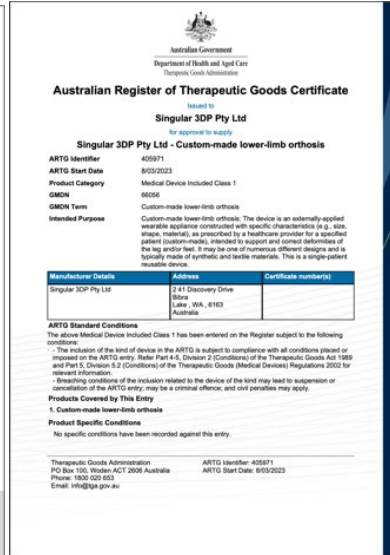 Australian Government
Department of Health and Aged Care
Therapeutic Goods Administration
Australian Register of Therapeutic Goods Certificate
Issued to
Singular 3DP Pty Ltd
for approval to supply
Singular 3DP Pty Ltd - Custom-made lower-limb orthosis
ARTG Identifier 405971
ARTG Start Date 8/03/2023
Product Category Medical Device Included Class 1
GMDN 66056
GMDN Term Custom-made lower-limb orthosis
Intended Purpose Custom-made lower-limb orthosis: The device is an externally-applied
wearable appliance constructed with specific characteristics (e.g., size,
shape, material), as prescribed by a healthcare provider for a specified
patient (custom-made), intended to support and correct deformities of
the leg and/or feet. It may be one of numerous different designs and is
typically made of synthetic and textile materials. This is a single-patient
reusable device.
Manufacturer Details Address Certificate number(s)
Singular 3DP Pty Ltd 2 41 Discovery Drive
Bibra
Lake , WA , 6163
Australia
ARTG Standard Conditions
The above Medical Device Included Class 1 has been entered on the Register subject to the following
conditions:
- The inclusion of the kind of device in the ARTG is subject to compliance with all conditions placed or
imposed on the ARTG entry. Refer Part 4-5, Division 2 (Conditions) of the Therapeutic Goods Act 1989
and Part 5, Division 5.2 (Conditions) of the Therapeutic Goods (Medical Devices) Regulations 2002 for
relevant information.
- Breaching conditions of the inclusion related to the device of the kind may lead to suspension or
cancellation of the ARTG entry; may be a criminal offence; and civil penalties may apply.
Products Covered by This Entry
1. Custom-made lower-limb orthosis
Product Specific Conditions
No specific conditions have been recorded against this entry.
Therapeutic Goods Administration ARTG Identifier: 405971
PO Box 100, Woden ACT 2606 Australia ARTG Start Date: 8/03/2023
Phone: 1800 020 653
Email: info@tga.gov.au